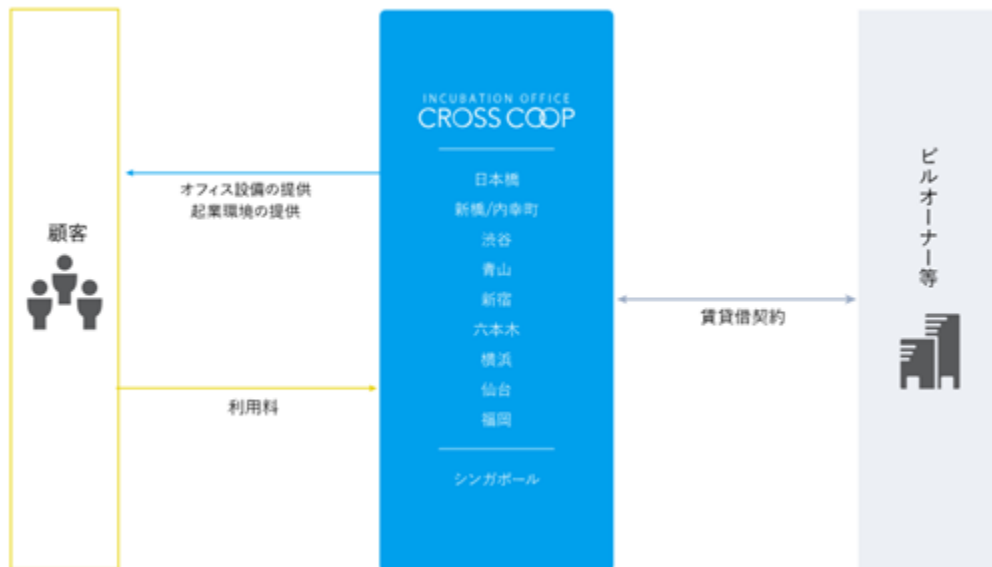 顧客
オフィス設備の提供
起業環境の提供
利用料
INCUBATION OFFICE
CROSS COOP
日本橋
新橋/内幸町
渋谷
青山
新宿
六本木
横浜
仙台
福岡
シンガポール
賃貸借契約
ビルオーナー等